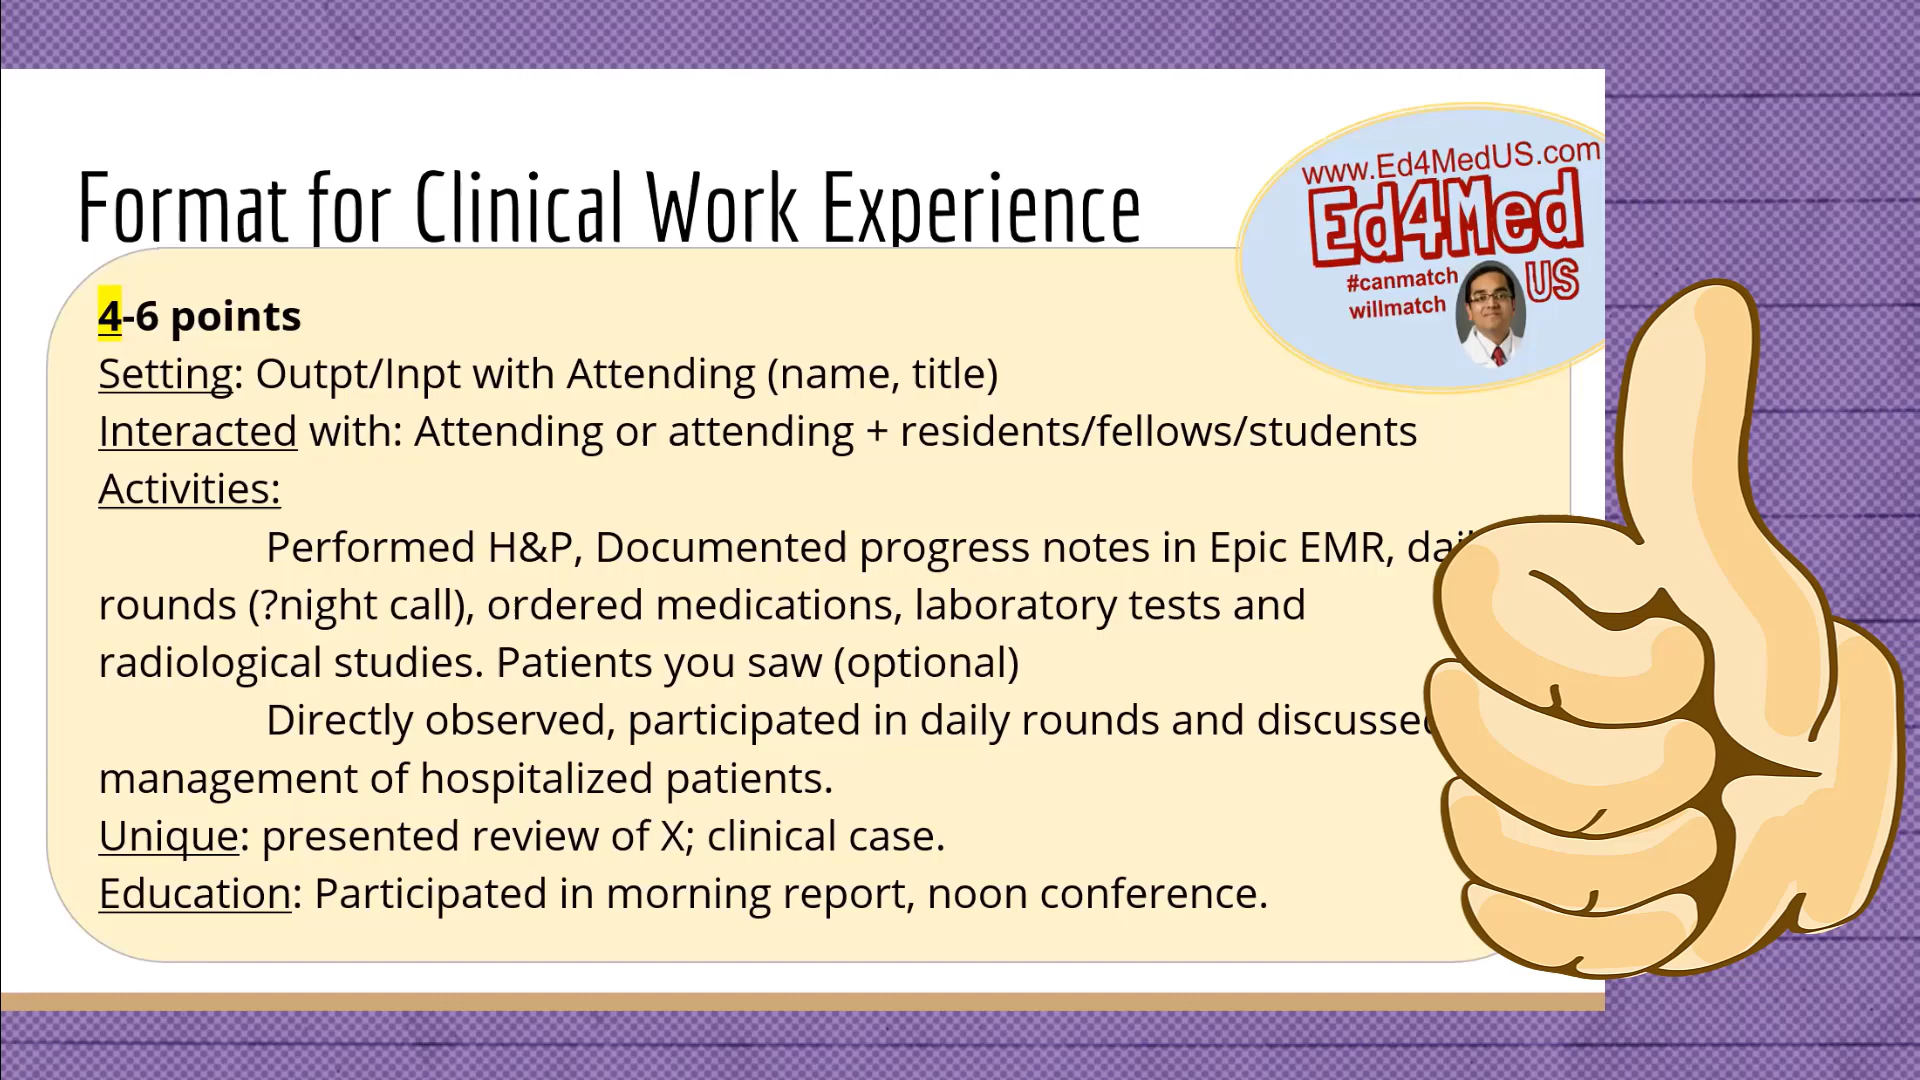 www.Ed4MedUS.com
Ed4Med
US
#canmatch
willmatch
Format for Clinical Work Experience
4-6 points
Setting: Outpt/Inpt with Attending (name, title)
Interacted with: Attending or attending + residents/fellows/students
Activities:
Performed H&P, Documented progress notes in Epic EMR,
rounds (?night call), ordered medications, laboratory tests and
radiological studies. Patients you saw (optional)
Directly observed, participated in daily rounds and discussed
management of hospitalized patients.
Unique: presented review of X; clinical case.
Education: Participated in morning report, noon conference.